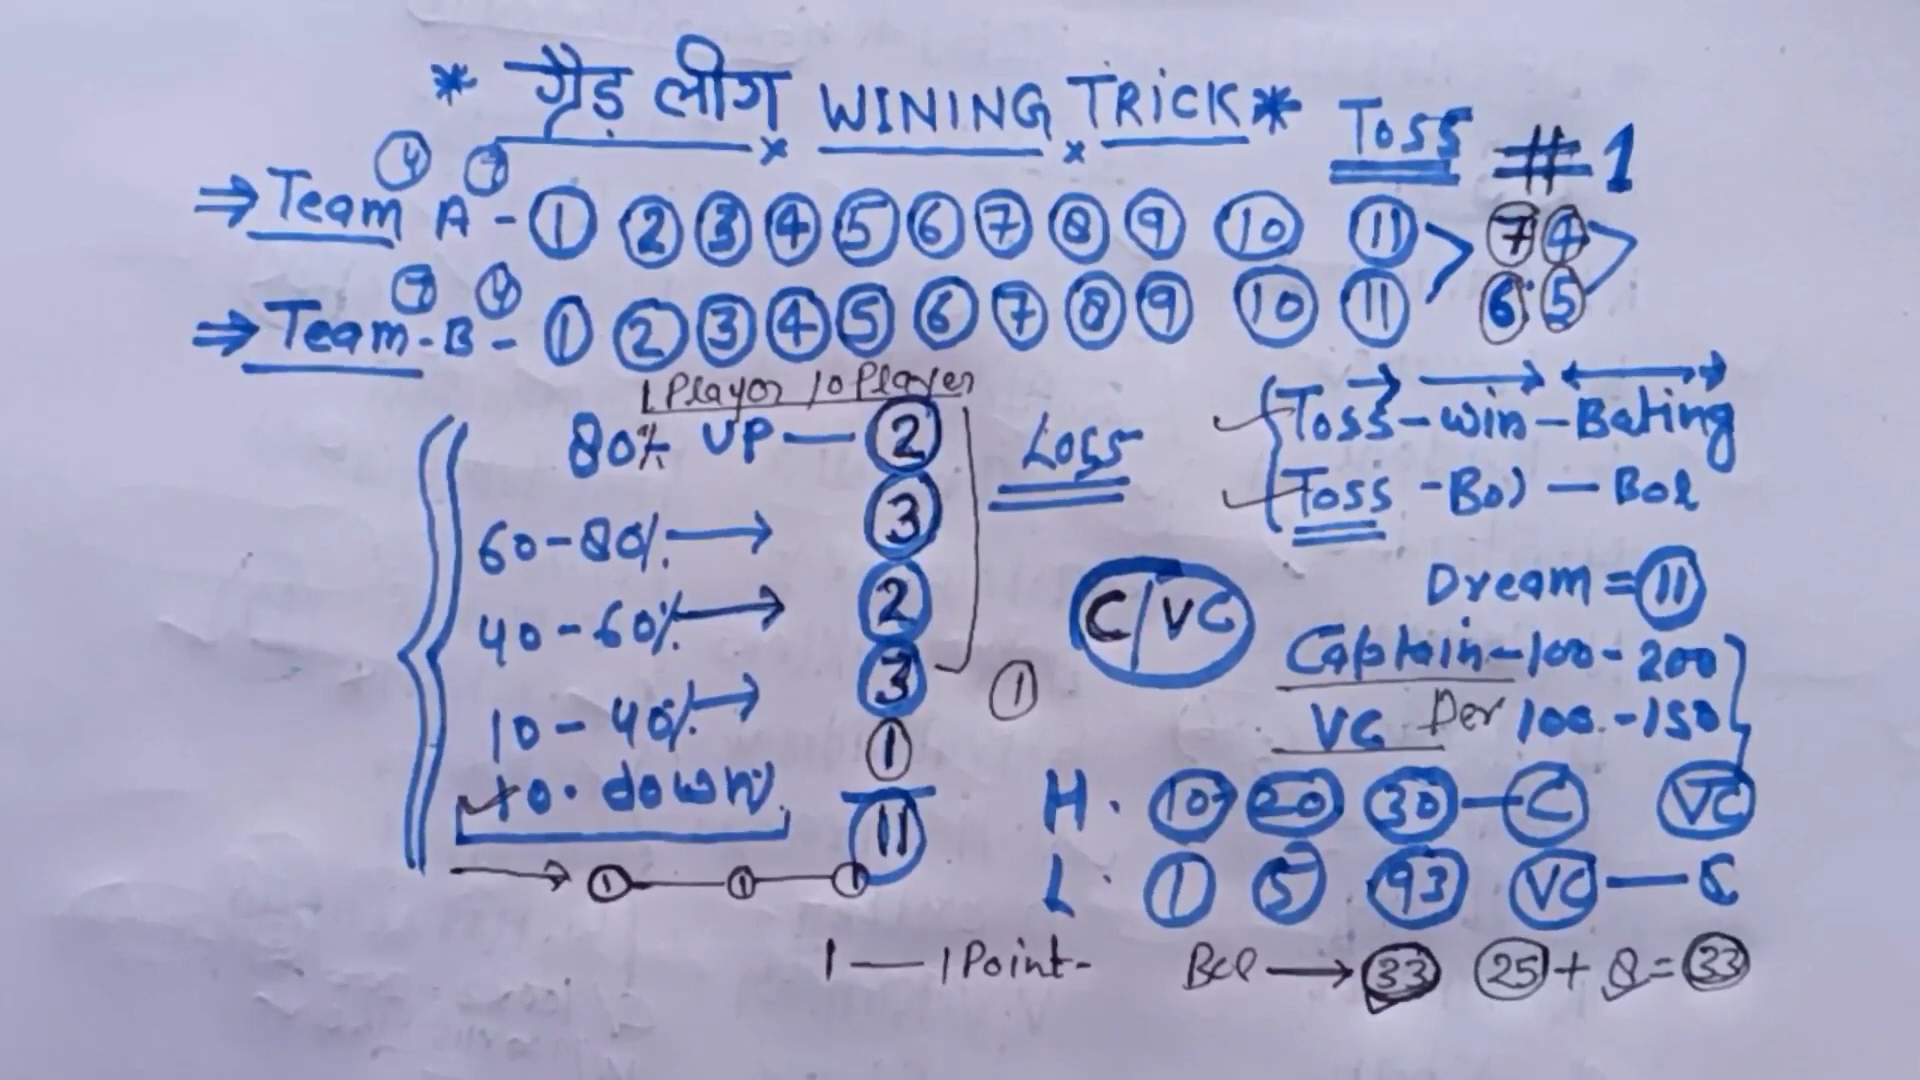 * ग्रैड़ लीग WINING TRICK *
Toss # 1
④ ⑦
⇒ Team A - ① ② ③ ④ ⑤ ⑥ ⑦ ⑧ ⑨ ⑩ ⑪ > ⑦ ④ >
⑦ ④
⇒ Team - B - ① ② ③ ④ ⑤ ⑥ ⑦ ⑧ ⑨ ⑩ ⑪ ⑥ : ⑤
1 Player 10 Player
80% UP — ②
60-80% → ③
40-60% → ②
10-40% → ③ ①
10. down ①
⑪
→ ① — ① — ①
Loss
Toss - win - Bating
Toss - Bol - Bol
C/VC
Dream = ⑪
Captain - 100 - 200
VC Per 100 - 150
H. 10 20 30 — C VC
L. 1 5 93 VC — C
1 — 1 Point -
→ 33 25 + 8 = 33